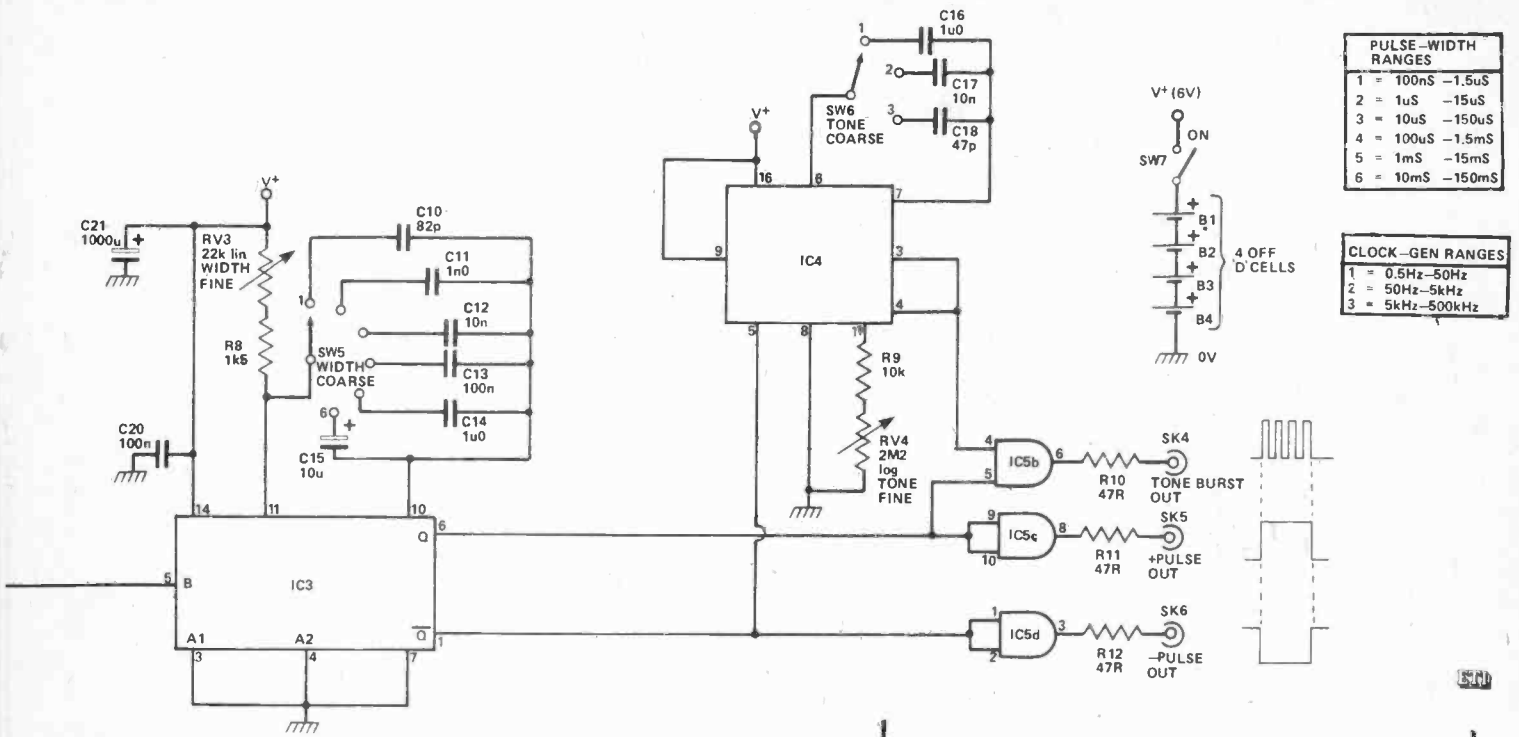 C16
1u0
1
2
C17
10n
3
C18
47p
SW6
TONE
COARSE
V+
16
6
7
9
IC4
3
4
5
8
R9
10k
RV4
2M2
log
TONE
FINE
V+ (6V)
ON
SW7
+
B1
+
B2
+
B3
+
B4
4 OFF
D'CELLS
0V
PULSE-WIDTH
RANGES
1 = 100nS -1.5uS
2 = 1uS -15uS
3 = 10uS -150uS
4 = 100uS -1.5mS
5 = 1mS -15mS
6 = 10mS -150mS
CLOCK-GEN RANGES
1 = 0.5Hz-50Hz
2 = 50Hz-5kHz
3 = 5kHz-500kHz
V+
C21
1000u
+
RV3
22k lin
WIDTH
FINE
R8
1k5
C10
82p
C11
1n0
C12
10n
C13
100n
C14
1u0
1
SW5
WIDTH
COARSE
6
+
C15
10u
C20
100n
14
11
10
6
Q
5
B
IC3
A1
A2
Q
1
3
4
7
4
5
IC5b
6
R10
47R
SK4
TONE BURST
OUT
9
10
IC5c
8
R11
47R
SK5
+PULSE
OUT
1
2
IC5d
3
R12
47R
SK6
-PULSE
OUT
ETI